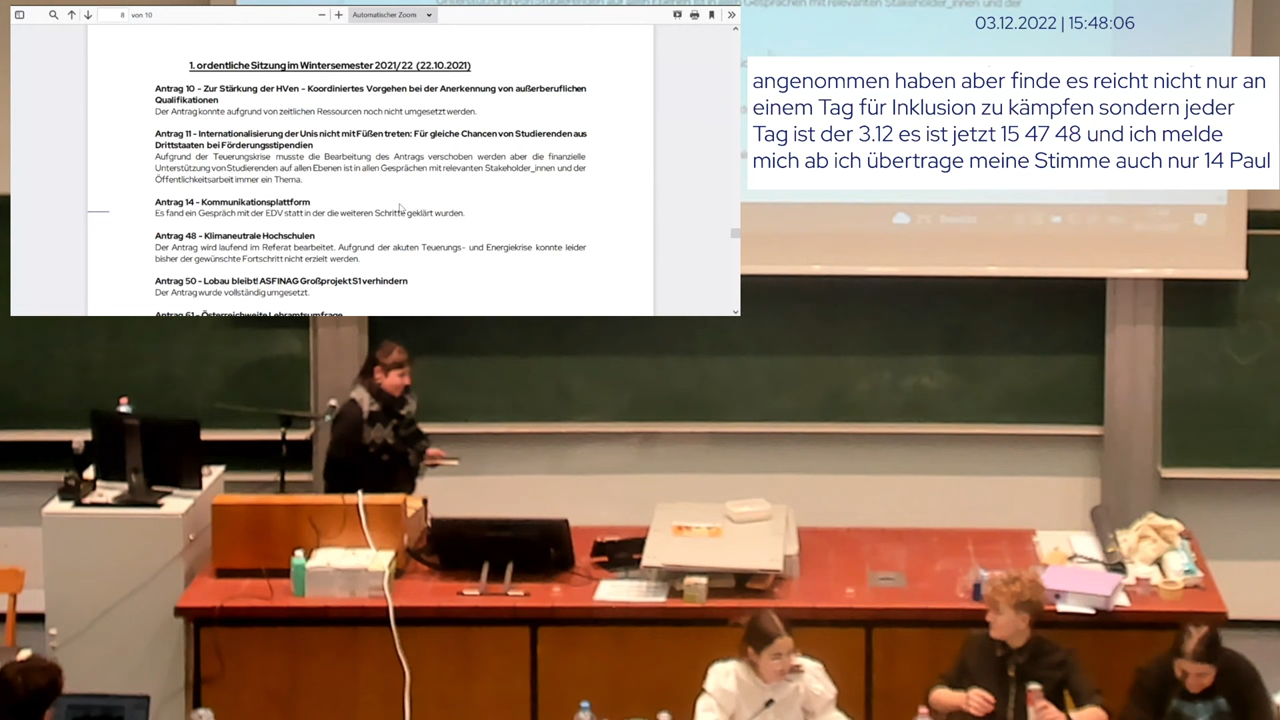 8 von 10
Automatischer Zoom
1. ordentliche Sitzung im Wintersemester 2021/22 (22.10.2021)
Antrag 10 - Zur Stärkung der HVen - Koordiniertes Vorgehen bei der Anerkennung von außerberuflichen
Qualifikationen
Der Antrag konnte aufgrund von zeitlichen Ressourcen noch nicht umgesetzt werden.
Antrag 11 - Internationalisierung der Unis nicht mit Füßen treten: Für gleiche Chancen von Studierenden aus
Drittstaaten bei Förderungsstipendien
Aufgrund der Teuerungskrise musste die Bearbeitung des Antrags verschoben werden aber die finanzielle
Unterstützung von Studierenden auf allen Ebenen ist in allen Gesprächen mit relevanten Stakeholder_innen und der
Öffentlichkeitsarbeit immer ein Thema.
Antrag 14 - Kommunikationsplattform
Es fand ein Gespräch mit der EDV statt in der die weiteren Schritte geklärt wurden.
Antrag 48 - Klimaneutrale Hochschulen
Der Antrag wird laufend im Referat bearbeitet. Aufgrund der akuten Teuerungs- und Energiekrise konnte leider
bisher der gewünschte Fortschritt nicht erzielt werden.
Antrag 50 - Lobau bleibt! ASFINAG Großprojekt S1 verhindern
Der Antrag wurde vollständig umgesetzt.
Antrag 61 - Österreichweite Lehramtsumfrage
03.12.2022 | 15:48:06
angenommen haben aber finde es reicht nicht nur an
einem Tag für Inklusion zu kämpfen sondern jeder
Tag ist der 3.12 es ist jetzt 15 47 48 und ich melde
mich ab ich übertrage meine Stimme auch nur 14 Paul